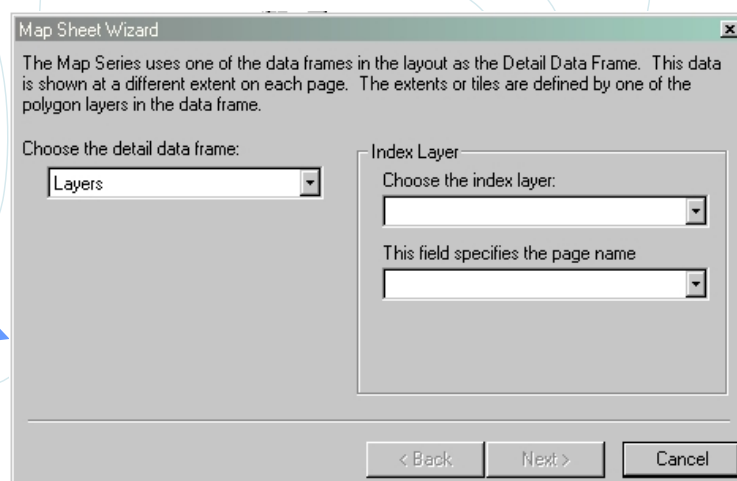 Map Sheet Wizard
The Map Series uses one of the data frames in the layout as the Detail Data Frame. This data
is shown at a different extent on each page. The extents or tiles are defined by one of the
polygon layers in the data frame.
Choose the detail data frame:
Layers
Index Layer
Choose the index layer:
This field specifies the page name
< Back
Next >
Cancel